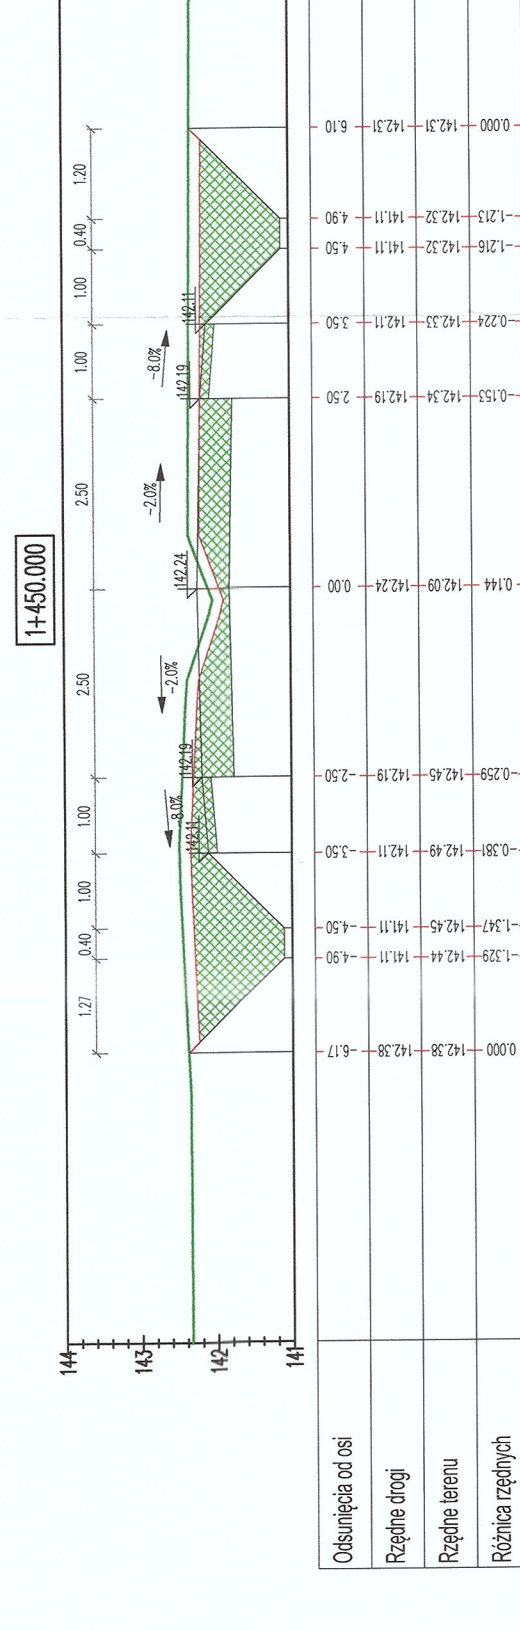 1+450.000
1.27 0.40 1.00 1.00 2.50 2.50 1.00 1.00 0.40 1.20
-8.0% -2.0% -2.0% -8.0%
142.11 142.19 142.24 142.19 142.11
144
143
142
141
Odsunięcia od osi -6.17 -4.90 -4.50 -3.50 -2.50 0.00 2.50 3.50 4.50 4.90 6.10
Rzędne drogi 142.38 141.11 141.11 142.11 142.19 142.24 142.19 142.11 141.11 141.11 142.31
Rzędne terenu 142.38 142.44 142.45 142.49 142.45 142.09 142.34 142.33 142.32 142.32 142.31
Różnica rzędnych 0.000 -1.329 -1.347 -0.381 -0.259 0.144 -0.153 -0.224 -1.216 -1.213 0.000